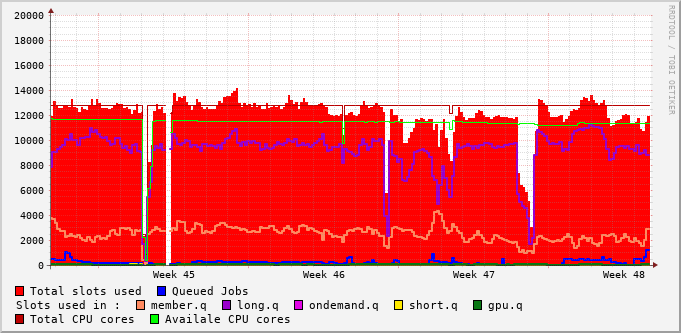 20000
18000
16000
14000
12000
10000
8000
6000
4000
2000
0
Week 45 Week 46 Week 47 Week 48
Total slots used Queued Jobs
Slots used in : member.q long.q ondemand.q short.q gpu.q
Total CPU cores Availale CPU cores
RRDTOOL / TOBI OETIKER